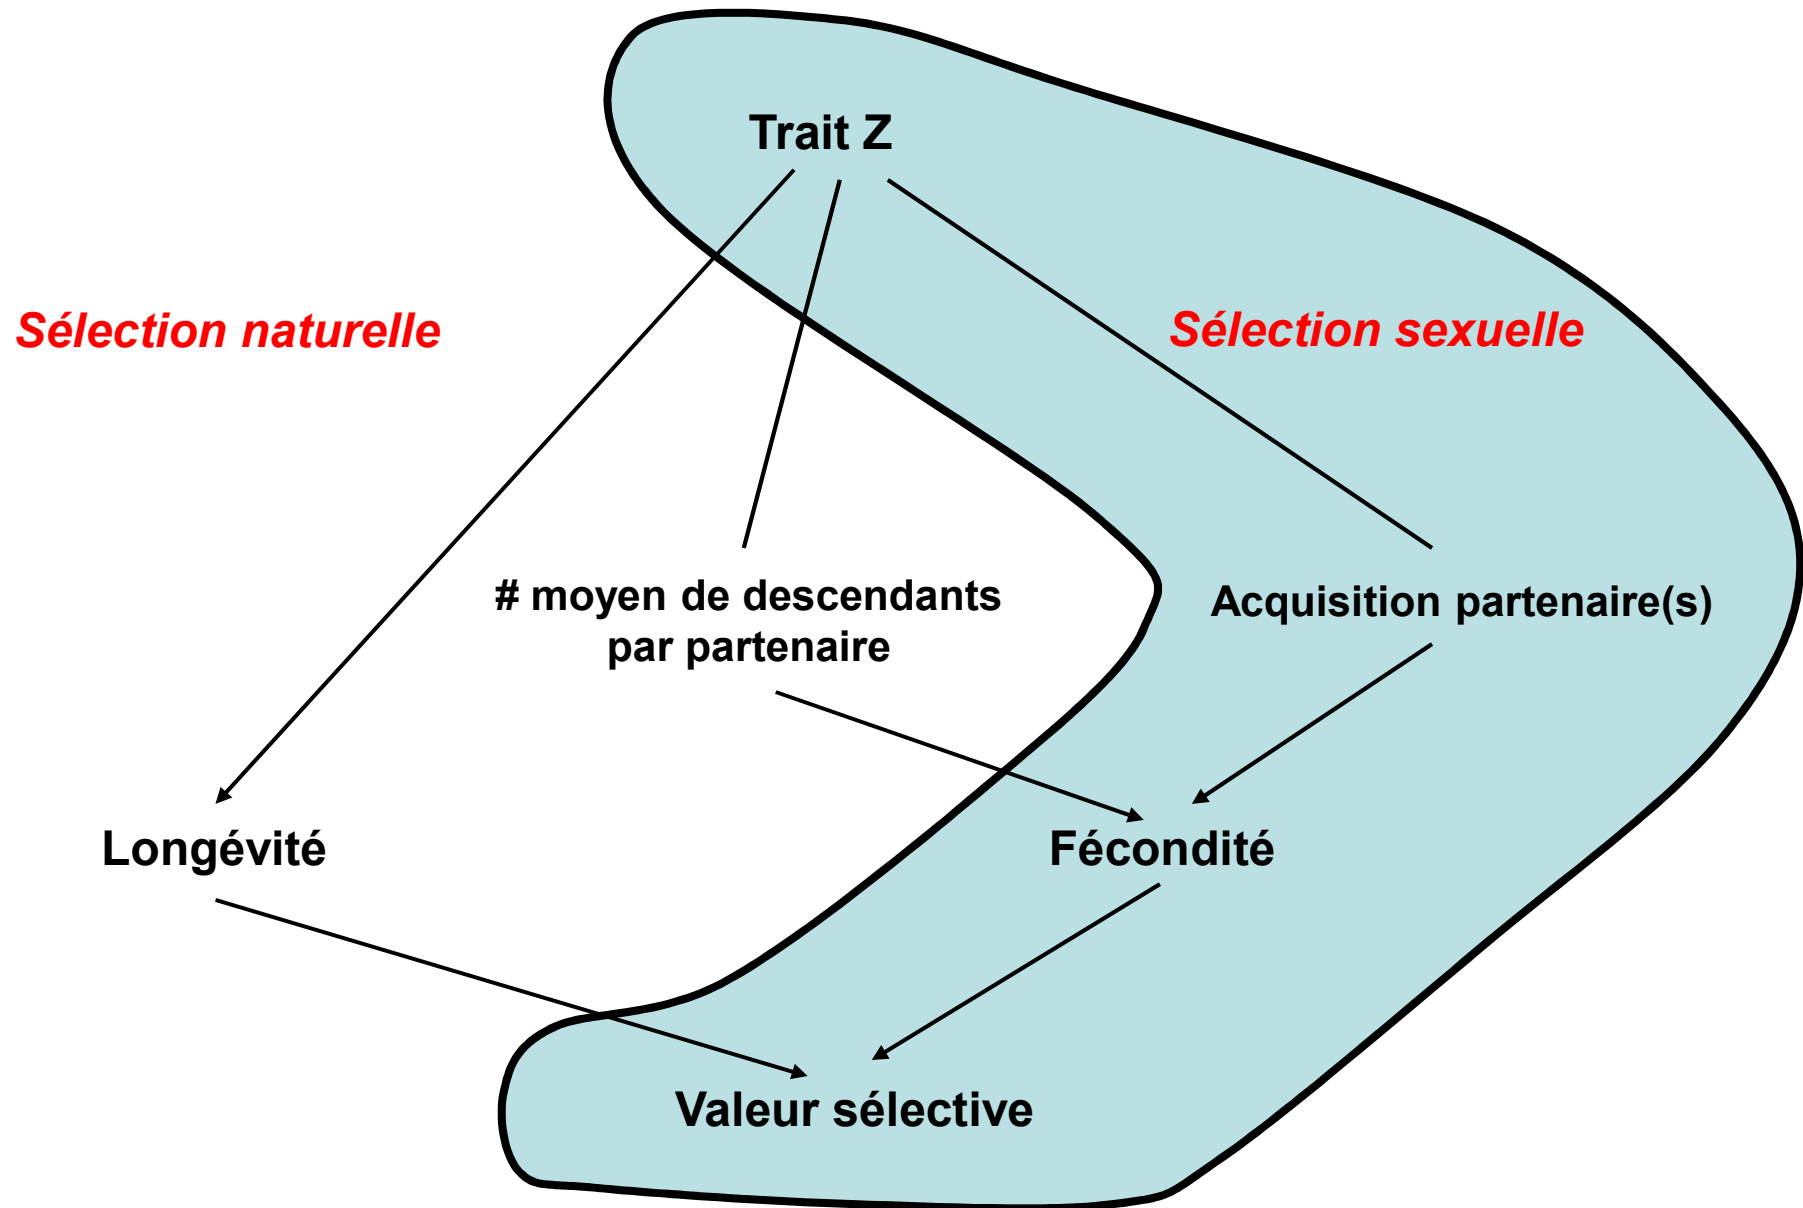 Trait Z
Sélection naturelle
Sélection sexuelle
# moyen de descendants
par partenaire
Acquisition partenaire(s)
Longévité
Fécondité
Valeur sélective